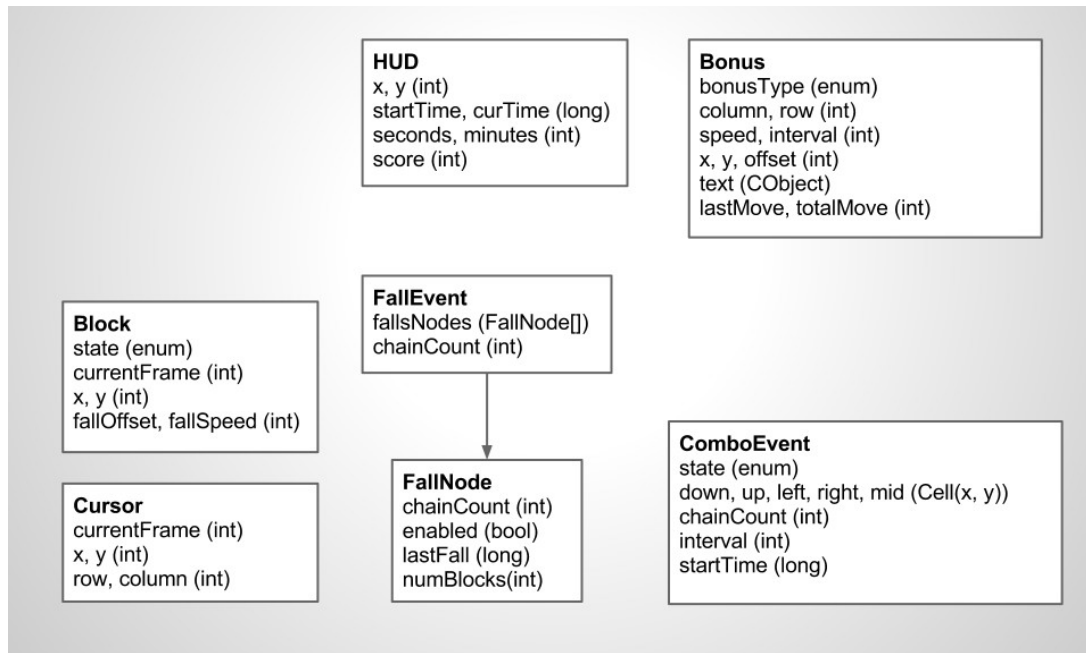 HUD
x, y (int)
startTime, curTime (long)
seconds, minutes (int)
score (int)
Bonus
bonusType (enum)
column, row (int)
speed, interval (int)
x, y, offset (int)
text (CObject)
lastMove, totalMove (int)
Block
state (enum)
currentFrame (int)
x, y (int)
fallOffset, fallSpeed (int)
FallEvent
fallsNodes (FallNode[])
chainCount (int)
Cursor
currentFrame (int)
x, y (int)
row, column (int)
FallNode
chainCount (int)
enabled (bool)
lastFall (long)
numBlocks(int)
ComboEvent
state (enum)
down, up, left, right, mid (Cell(x, y))
chainCount (int)
interval (int)
startTime (long)